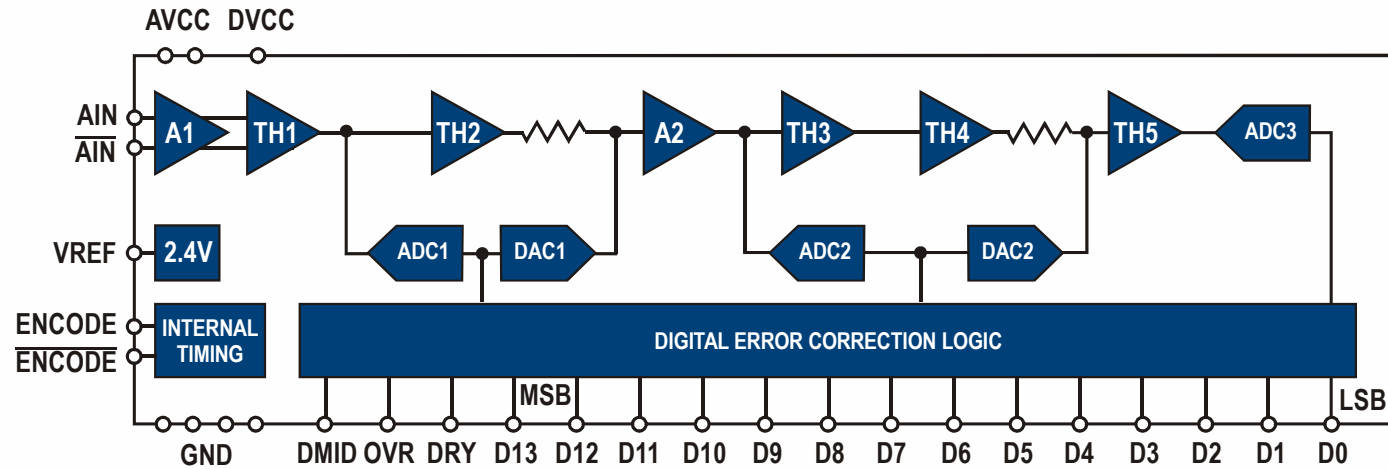 AVCC DVCC
AIN
A̅I̅N̅
A1 TH1 TH2 A2 TH3 TH4 TH5 ADC3
VREF 2.4V ADC1 DAC1 ADC2 DAC2
ENCODE
E̅N̅C̅O̅D̅E̅
INTERNAL
TIMING
DIGITAL ERROR CORRECTION LOGIC
MSB LSB
GND DMID OVR DRY D13 D12 D11 D10 D9 D8 D7 D6 D5 D4 D3 D2 D1 D0